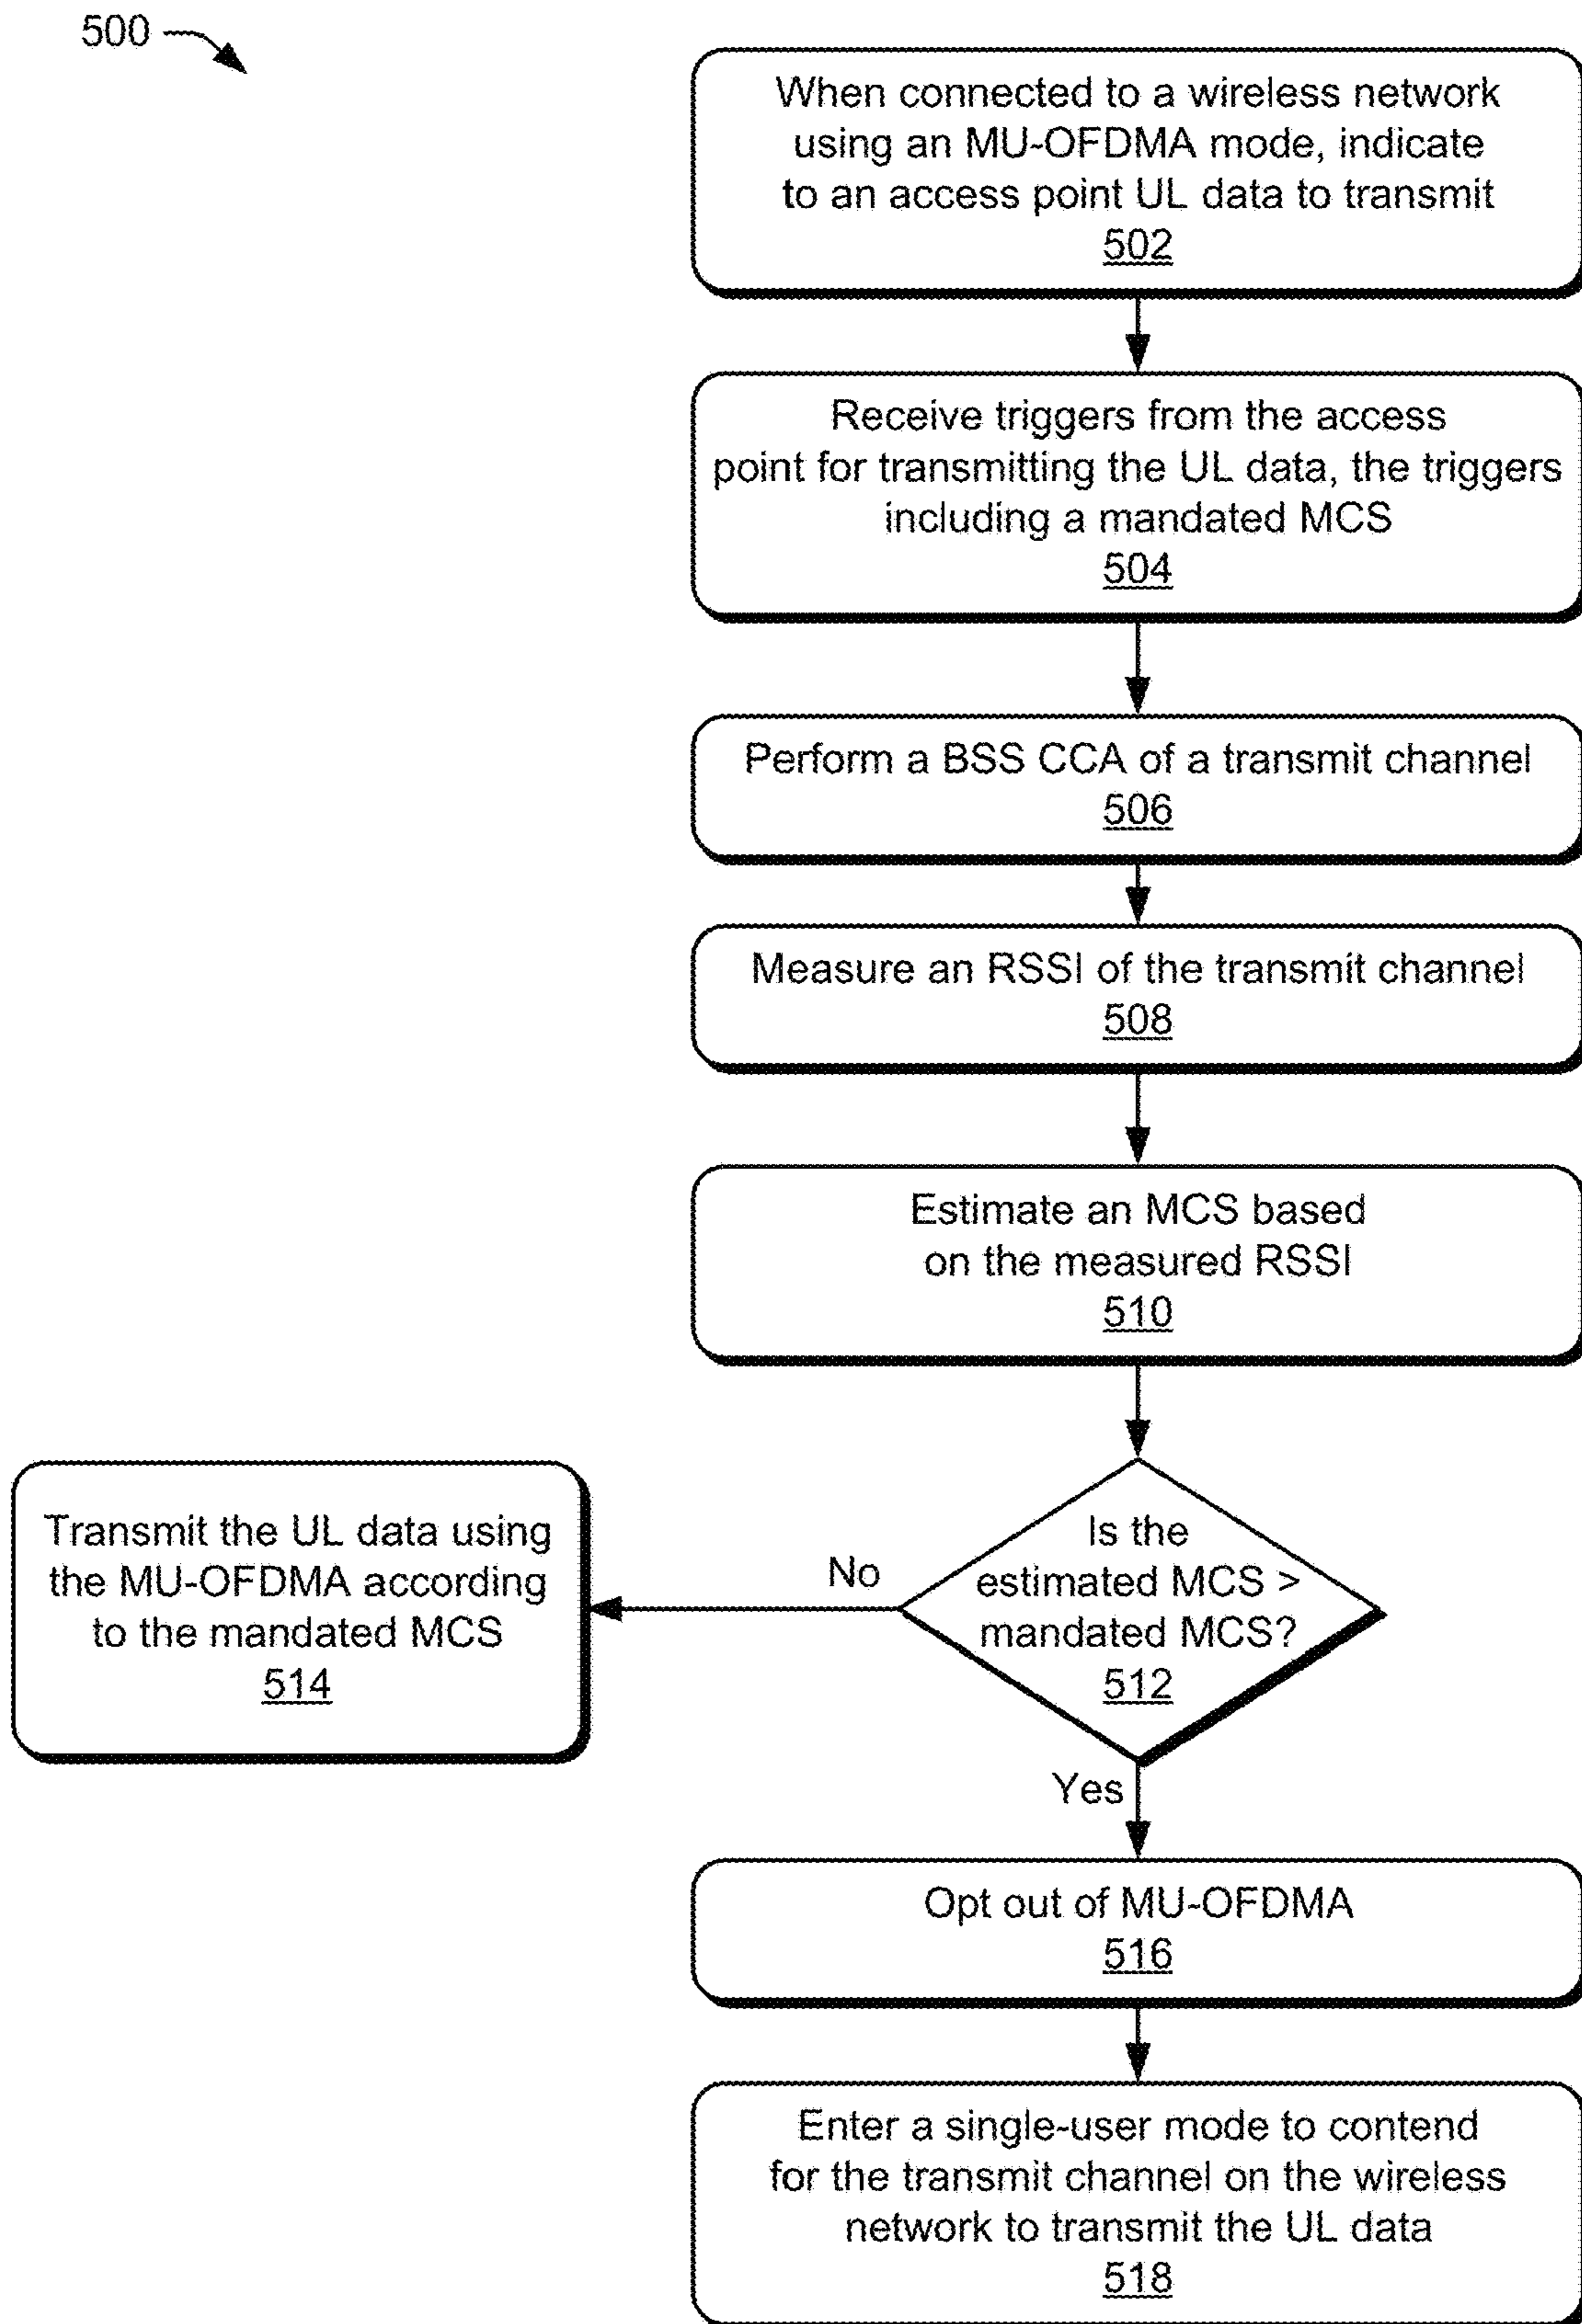 500
When connected to a wireless network
using an MU-OFDMA mode, indicate
to an access point UL data to transmit
502
Receive triggers from the access
point for transmitting the UL data, the triggers
including a mandated MCS
504
Perform a BSS CCA of a transmit channel
506
Measure an RSSI of the transmit channel
508
Estimate an MCS based
on the measured RSSI
510
Is the
estimated MCS >
mandated MCS?
512
No
Transmit the UL data using
the MU-OFDMA according
to the mandated MCS
514
Yes
Opt out of MU-OFDMA
516
Enter a single-user mode to contend
for the transmit channel on the wireless
network to transmit the UL data
518